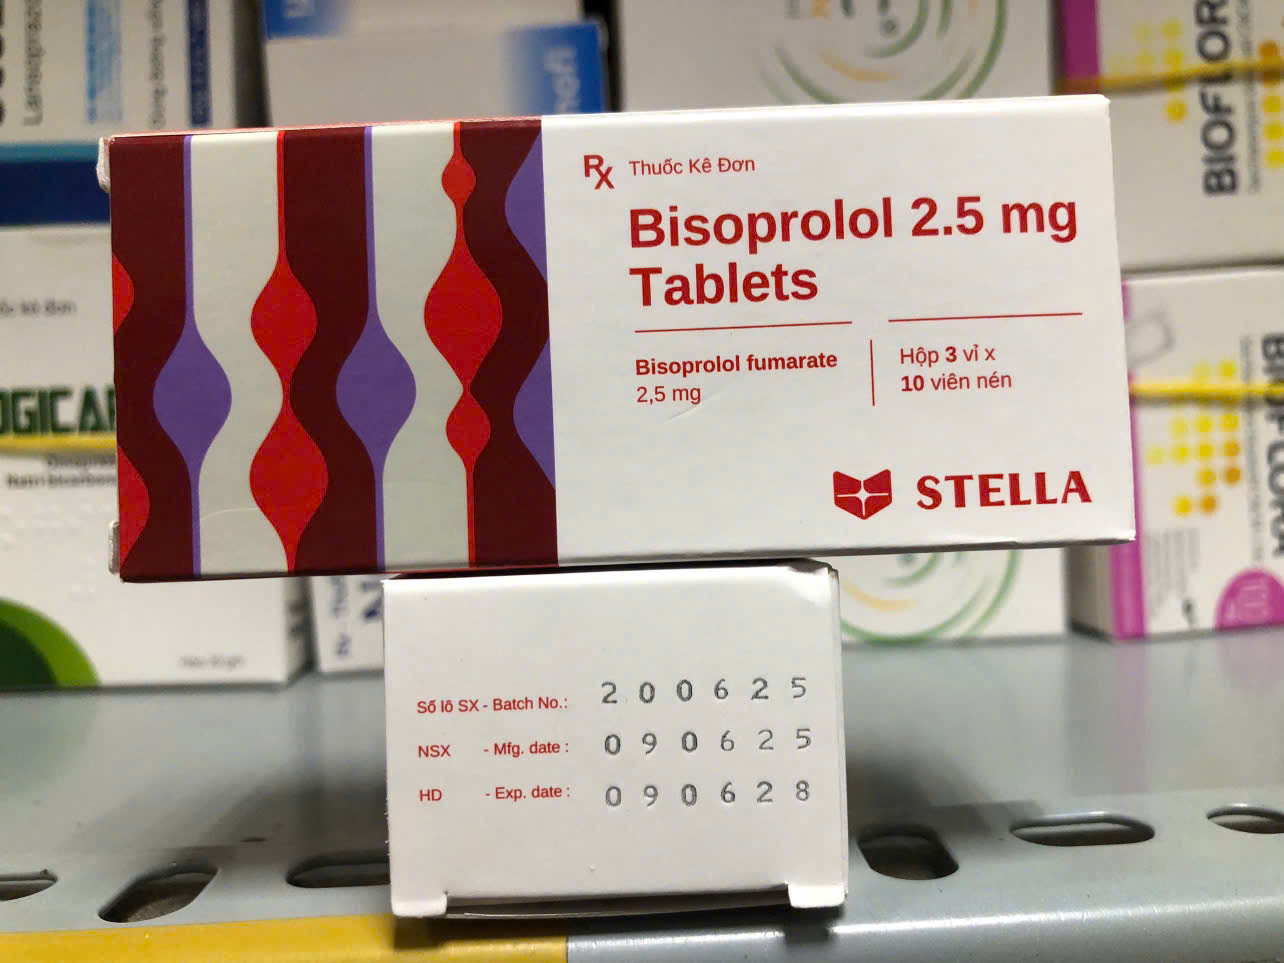 Rx Thuốc Kê Đơn
Bisoprolol 2.5 mg
Tablets
Bisoprolol fumarate
2,5 mg
Hộp 3 vỉ x
10 viên nén
STELLA
Số lô SX - Batch No.: 200625
NSX - Mfg. date : 090625
HD - Exp. date : 090628
BIOFLOR